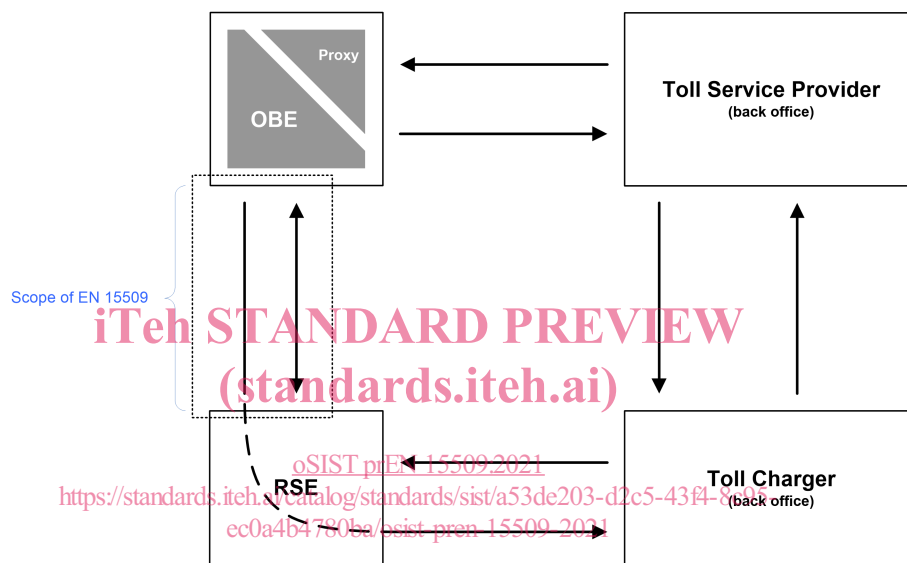 Proxy
OBE
Toll Service Provider
(back office)
Scope of EN 15509
iTeh STANDARD PREVIEW
(standards.iteh.ai)
oSIST prEN 15509:2021
RSE
Toll Charger
(back office)
https://standards.iteh.ai/catalog/standards/sist/a53de203-d2c5-43f4-8c95-
ec0a4b4780ba/osist-pren-15509-2021